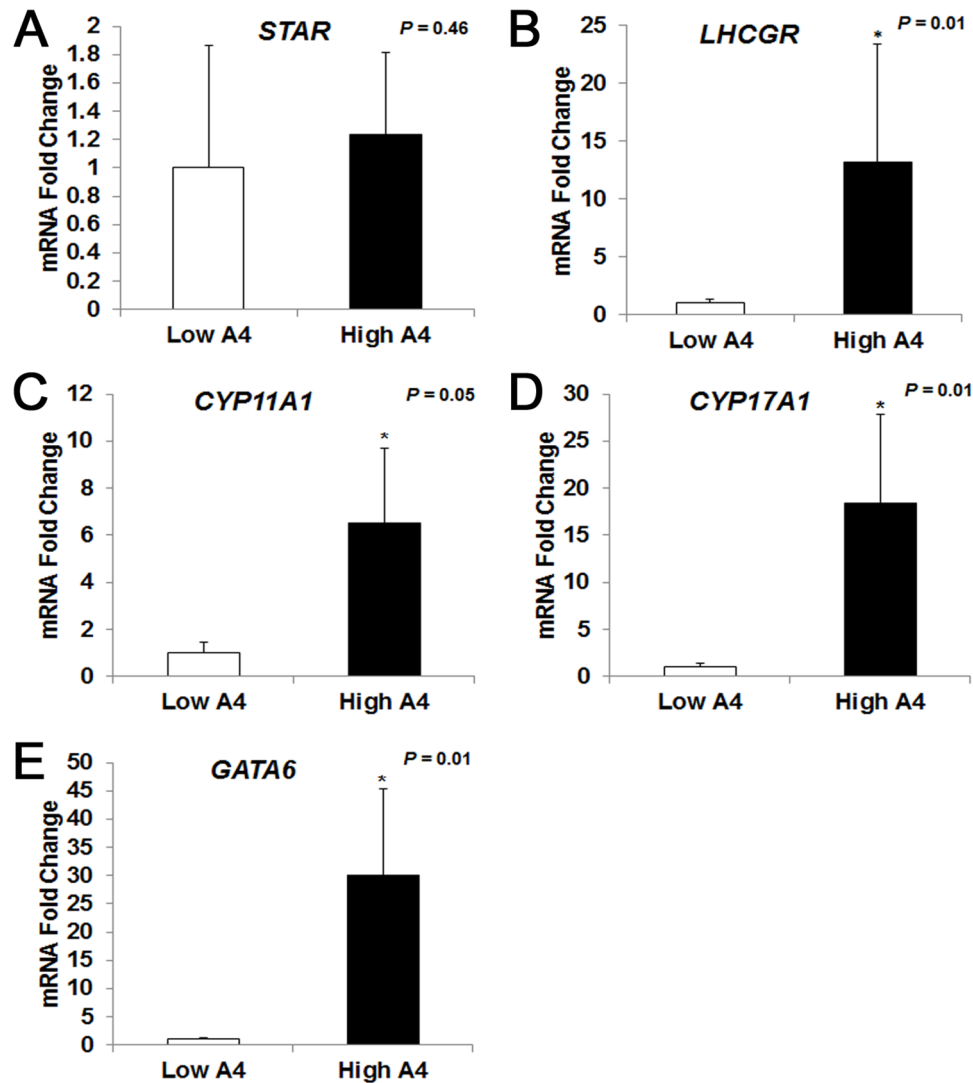 A
STAR
P = 0.46
mRNA Fold Change
2
1.8
1.6
1.4
1.2
1
0.8
0.6
0.4
0.2
0
Low A4 High A4
B
LHCGR
P = 0.01
mRNA Fold Change
25
20
15
10
5
0
*
Low A4 High A4
C
CYP11A1
P = 0.05
mRNA Fold Change
12
10
8
6
4
2
0
*
Low A4 High A4
D
CYP17A1
P = 0.01
mRNA Fold Change
30
25
20
15
10
5
0
*
Low A4 High A4
E
GATA6
P = 0.01
mRNA Fold Change
50
45
40
35
30
25
20
15
10
5
0
*
Low A4 High A4